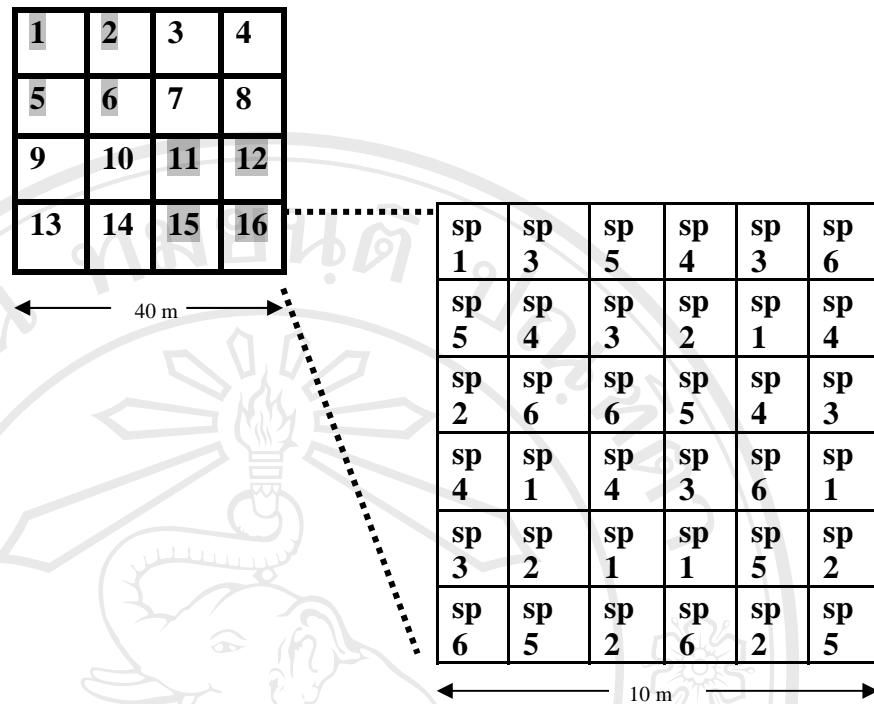 1 2 3 4
5 6 7 8
9 10 11 12
13 14 15 16
40 m
sp sp sp sp sp sp
1 3 5 4 3 6
sp sp sp sp sp sp
5 4 3 2 1 4
sp sp sp sp sp sp
2 6 6 5 4 3
sp sp sp sp sp sp
4 1 4 3 6 1
sp sp sp sp sp sp
3 2 1 1 5 2
sp sp sp sp sp sp
6 5 2 6 2 5
10 m